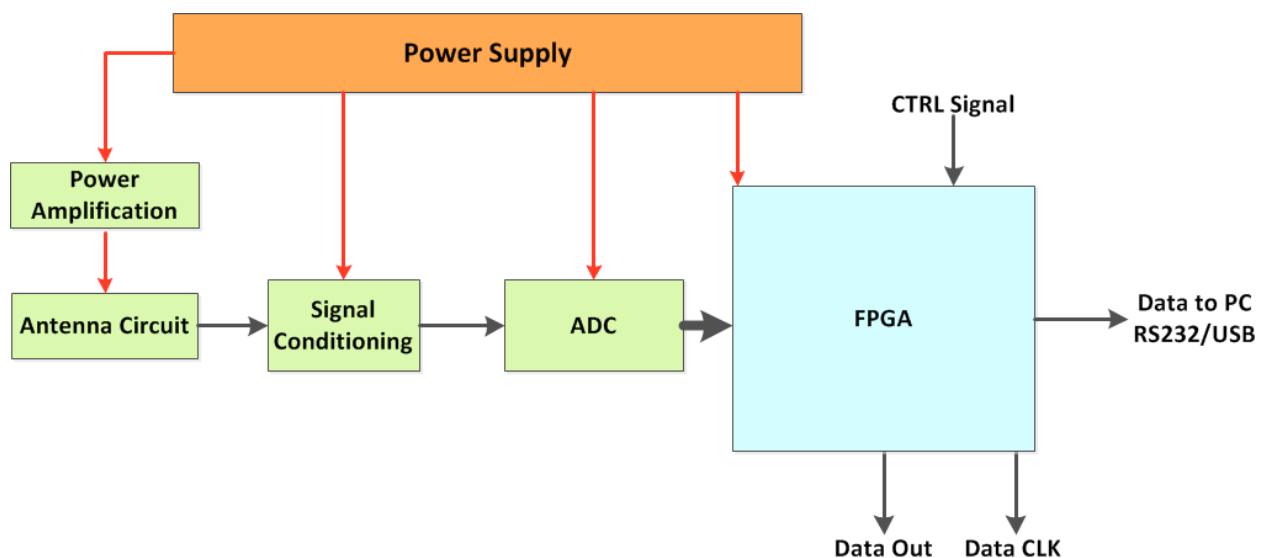 Power Supply
CTRL Signal
Power
Amplification
Antenna Circuit
Signal
Conditioning
ADC
FPGA
Data to PC
RS232/USB
Data Out
Data CLK